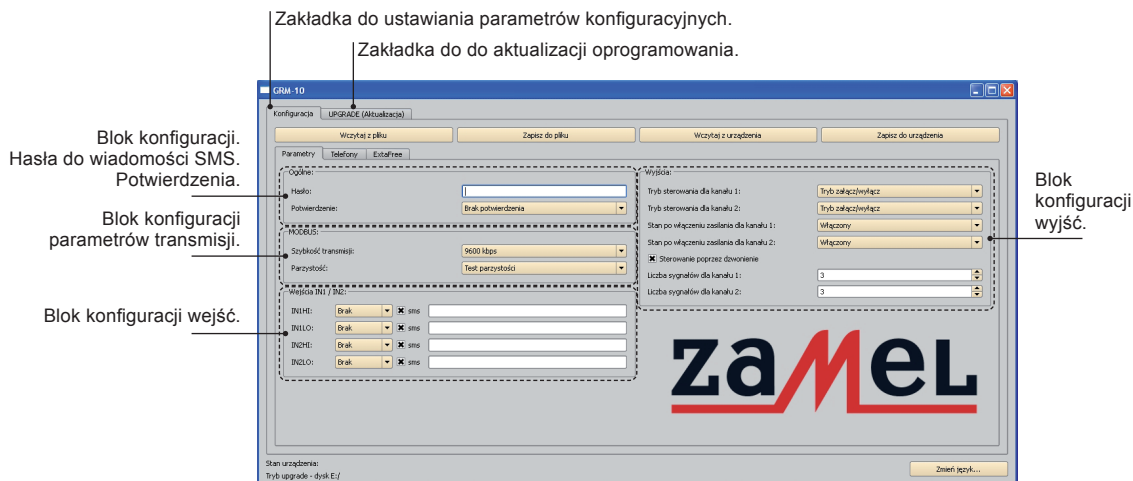 Zakładka do ustawiania parametrów konfiguracyjnych.
Zakładka do do aktualizacji oprogramowania.
GRM-10
Konfiguracja
UPGRADE (Aktualizacja)
Wczytaj z pliku
Zapisz do pliku
Wczytaj z urządzenia
Zapisz do urządzenia
Parametry
Telefony
ExtaFree
Blok konfiguracji.
Hasła do wiadomości SMS.
Potwierdzenia.
Ogólne:
Hasło:
Potwierdzenie:
Brak potwierdzenia
Blok konfiguracji
parametrów transmisji.
MODBUS:
Szybkość transmisji:
9600 kbps
Parzystość:
Test parzystości
Blok konfiguracji wejść.
Wejścia IN1 / IN2:
IN1HI: Brak sms
IN1LO: Brak sms
IN2HI: Brak sms
IN2LO: Brak sms
Wyjścia:
Tryb sterowania dla kanału 1: Tryb załącz/wyłącz
Tryb sterowania dla kanału 2: Tryb załącz/wyłącz
Stan po włączeniu zasilania dla kanału 1: Włączony
Stan po włączeniu zasilania dla kanału 2: Włączony
Sterowanie poprzez dzwonienie
Liczba sygnałów dla kanału 1: 3
Liczba sygnałów dla kanału 2: 3
Blok
konfiguracji
wyjść.
zaMeL
Stan urządzenia:
Tryb upgrade - dysk E:/
Zmień język...